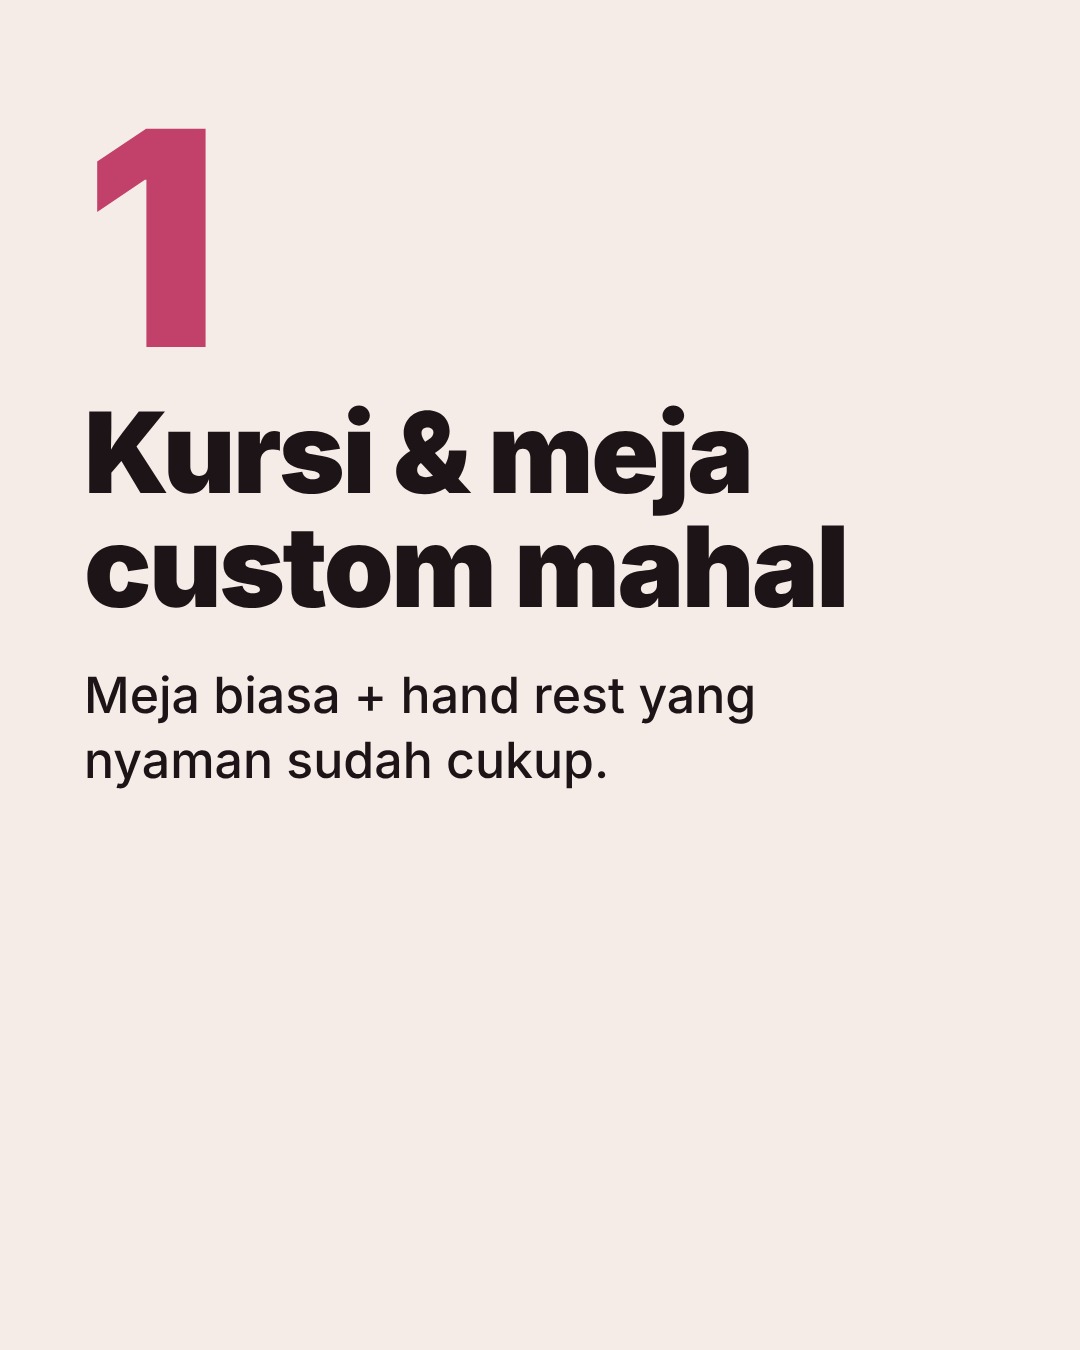 1
Kursi & meja
custom mahal
Meja biasa + hand rest yang
nyaman sudah cukup.